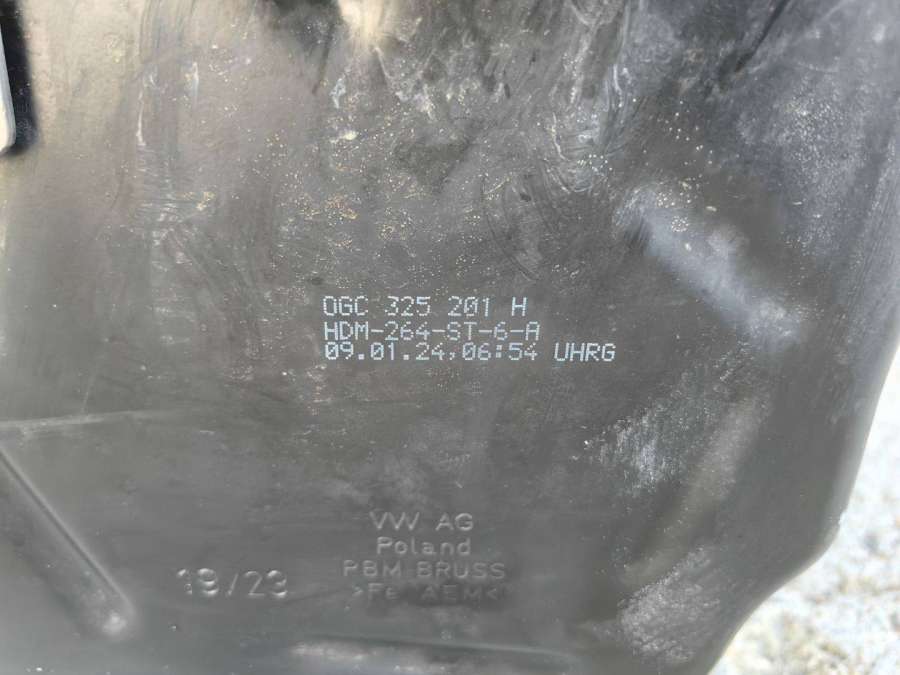 0GC 325 201 H
HDM-264-ST-6-A
09.01.24,06:54 UHRG
VW AG
Poland
PBM BRUSS
19/23
>Fe AEM<